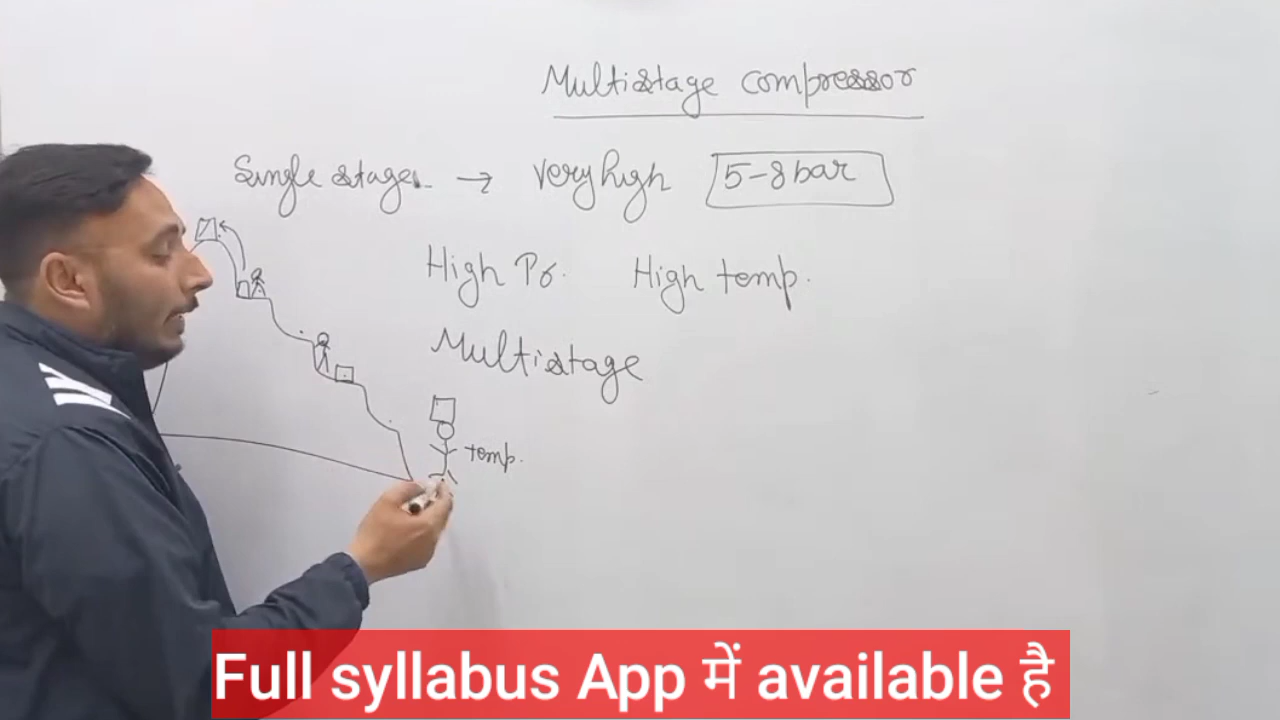 Multistage compressor
Single stage → very high 5-8 bar
High Pr. High temp.
Multistage
temp.
Full syllabus App में available है